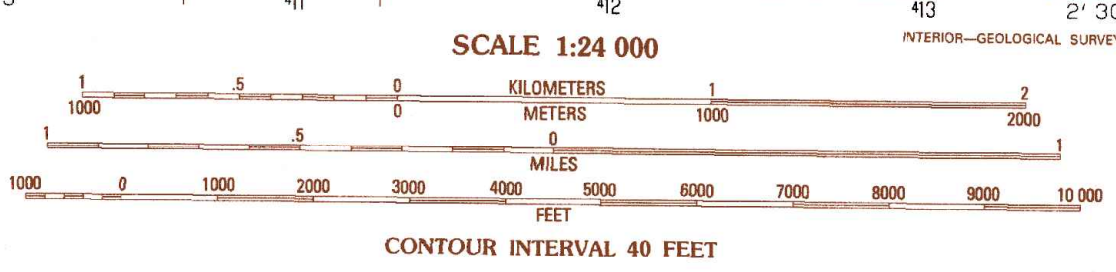 ⁴11 ⁴12 ⁴13 2' 30
SCALE 1:24 000
INTERIOR—GEOLOGICAL SURVEY
1 .5 0 KILOMETERS 1 2
1000 0 METERS 1000 2000
1 .5 0 1
MILES
1000 0 1000 2000 3000 4000 5000 6000 7000 8000 9000 10 000
FEET
CONTOUR INTERVAL 40 FEET